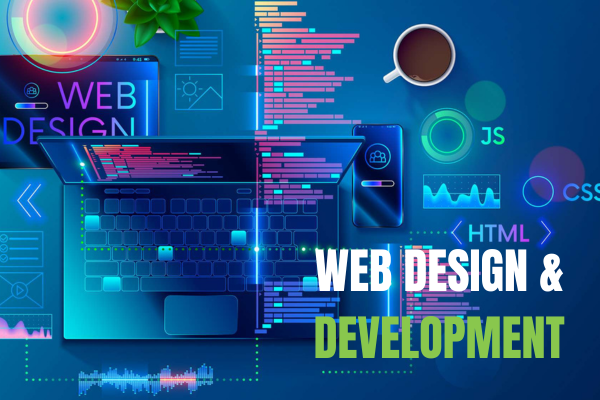 WEB
DESIGN
JS
CSS
HTML
WEB DESIGN &
DEVELOPMENT